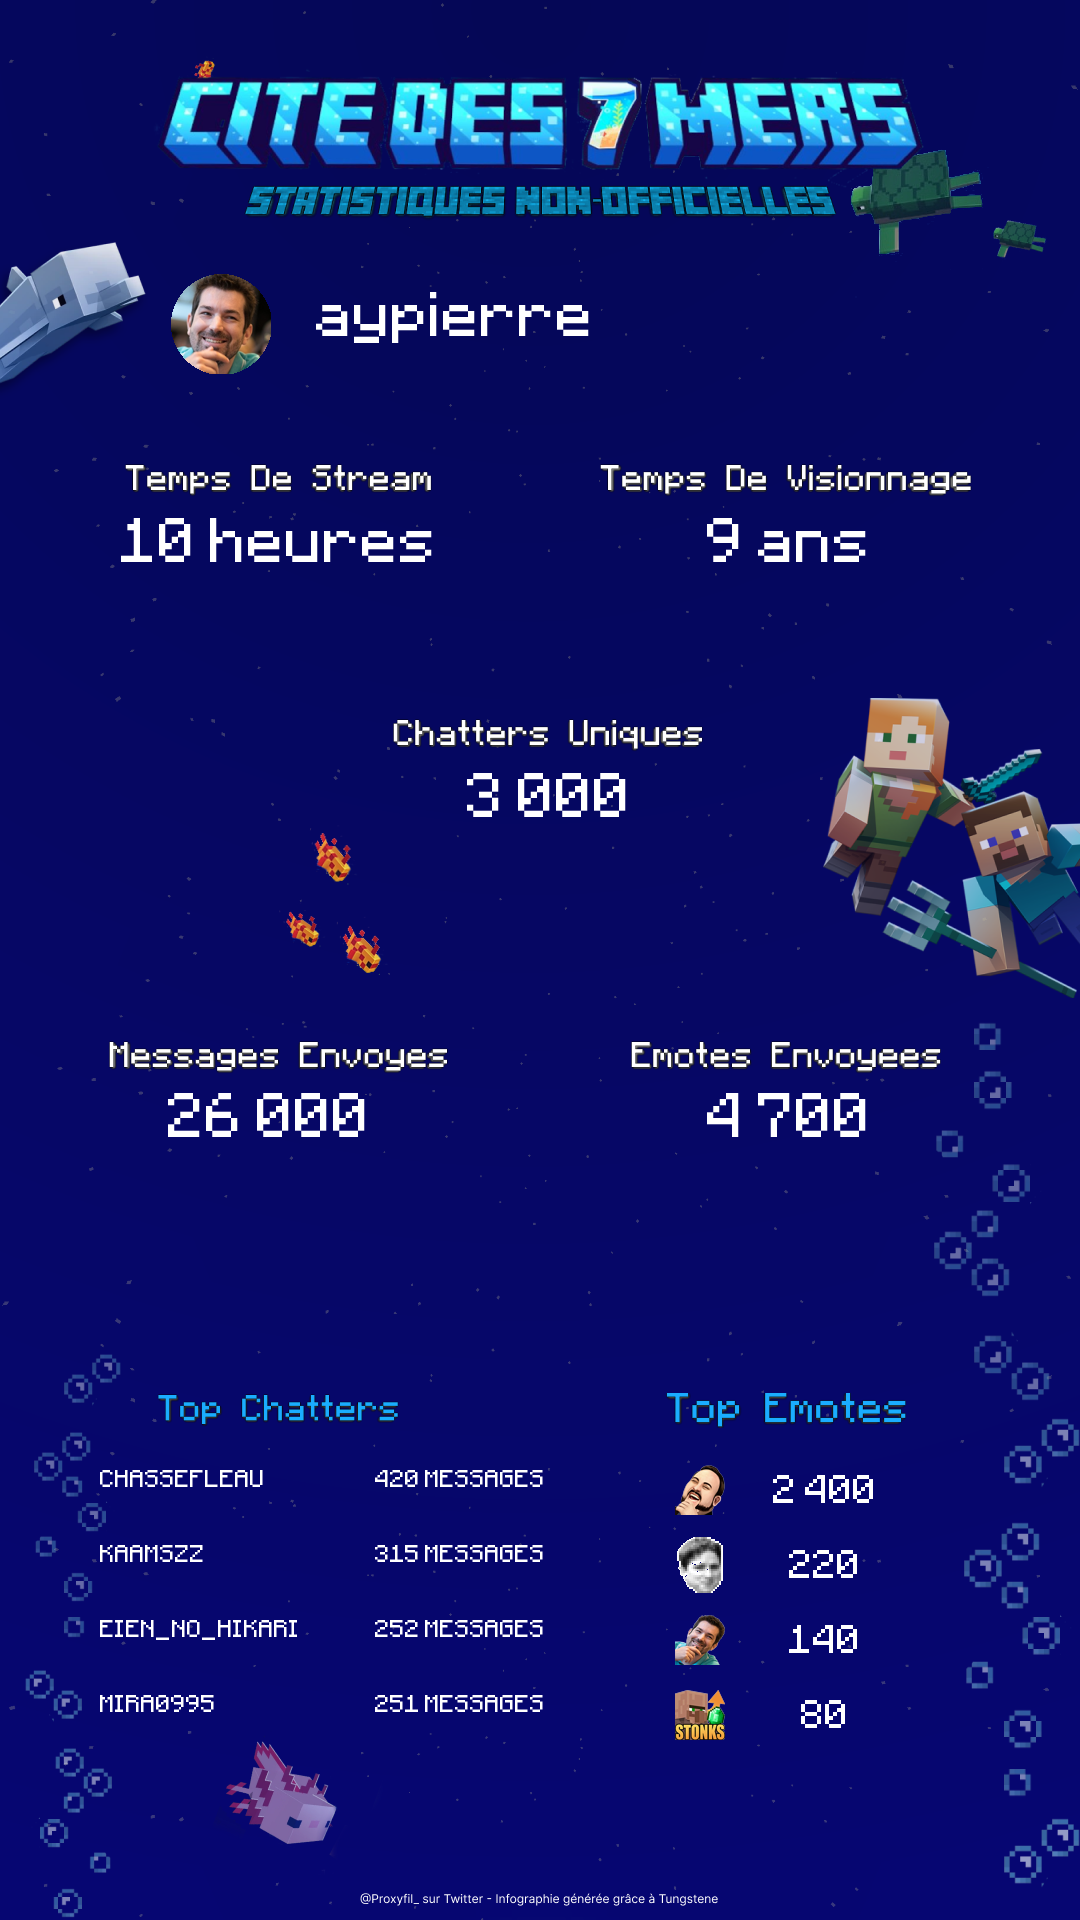 CITE DES 7 MERS
STATISTIQUES NON-OFFICIELLES
aypierre
Temps De Stream
10 heures
Temps De Visionnage
9 ans
Chatters Uniques
3 000
Messages Envoyes
26 000
Emotes Envoyees
4 700
Top Chatters
CHASSEFLEAU 420 MESSAGES
KAAMSZZ 315 MESSAGES
EIEN_NO_HIKARI 252 MESSAGES
MIRA0995 251 MESSAGES
Top Emotes
2 400
220
140
STONKS 80
@Proxyfil_ sur Twitter - Infographie générée grâce à Tungstene